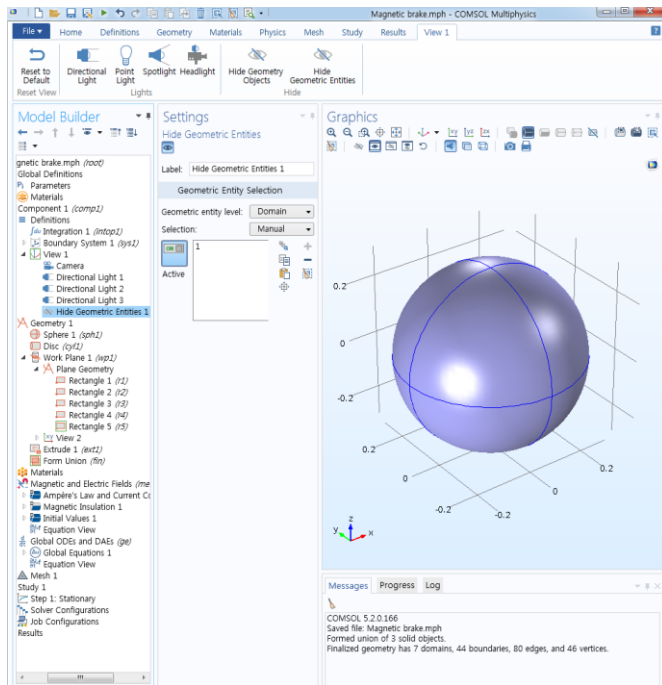 Magnetic brake.mph - COMSOL Multiphysics
File Home Definitions Geometry Materials Physics Mesh Study Results View 1
Reset to Default
Directional Light
Point Light
Spotlight
Headlight
Hide Geometry Objects
Hide Geometric Entities
Reset View Lights Hide
Model Builder
gnetic brake.mph (root)
Global Definitions
Pi Parameters
Materials
Component 1 (comp1)
Definitions
Integration 1 (intop1)
Boundary System 1 (sys1)
View 1
Camera
Directional Light 1
Directional Light 2
Directional Light 3
Hide Geometric Entities 1
Geometry 1
Sphere 1 (sph1)
Disc (cyl1)
Work Plane 1 (wp1)
Plane Geometry
Rectangle 1 (r1)
Rectangle 2 (r2)
Rectangle 3 (r3)
Rectangle 4 (r4)
Rectangle 5 (r5)
View 2
Extrude 1 (ext1)
Form Union (fin)
Materials
Magnetic and Electric Fields (me
Ampère's Law and Current Co
Magnetic Insulation 1
Initial Values 1
Equation View
Global ODEs and DAEs (ge)
Global Equations 1
Equation View
Mesh 1
Study 1
Step 1: Stationary
Solver Configurations
Job Configurations
Results
Settings
Hide Geometric Entities
Label: Hide Geometric Entities 1
Geometric Entity Selection
Geometric entity level: Domain
Selection: Manual
1
Active
Graphics
0.2
0
-0.2
0.2
0
-0.2
-0.2
0
0.2
z
y
x
Messages Progress Log
COMSOL 5.2.0.166
Saved file: Magnetic brake.mph
Formed union of 3 solid objects.
Finalized geometry has 7 domains, 44 boundaries, 80 edges, and 46 vertices.